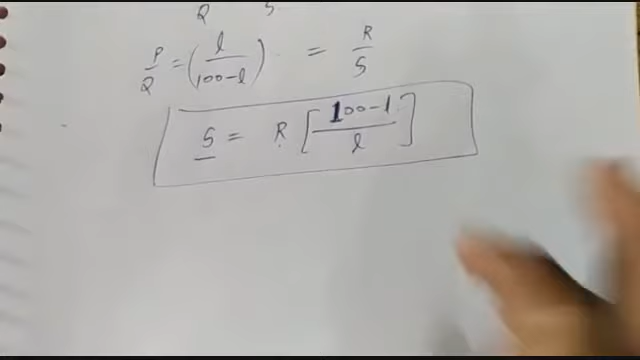 Q S
P/Q = (l/100-l) = R/S
S = R [100-l/l]